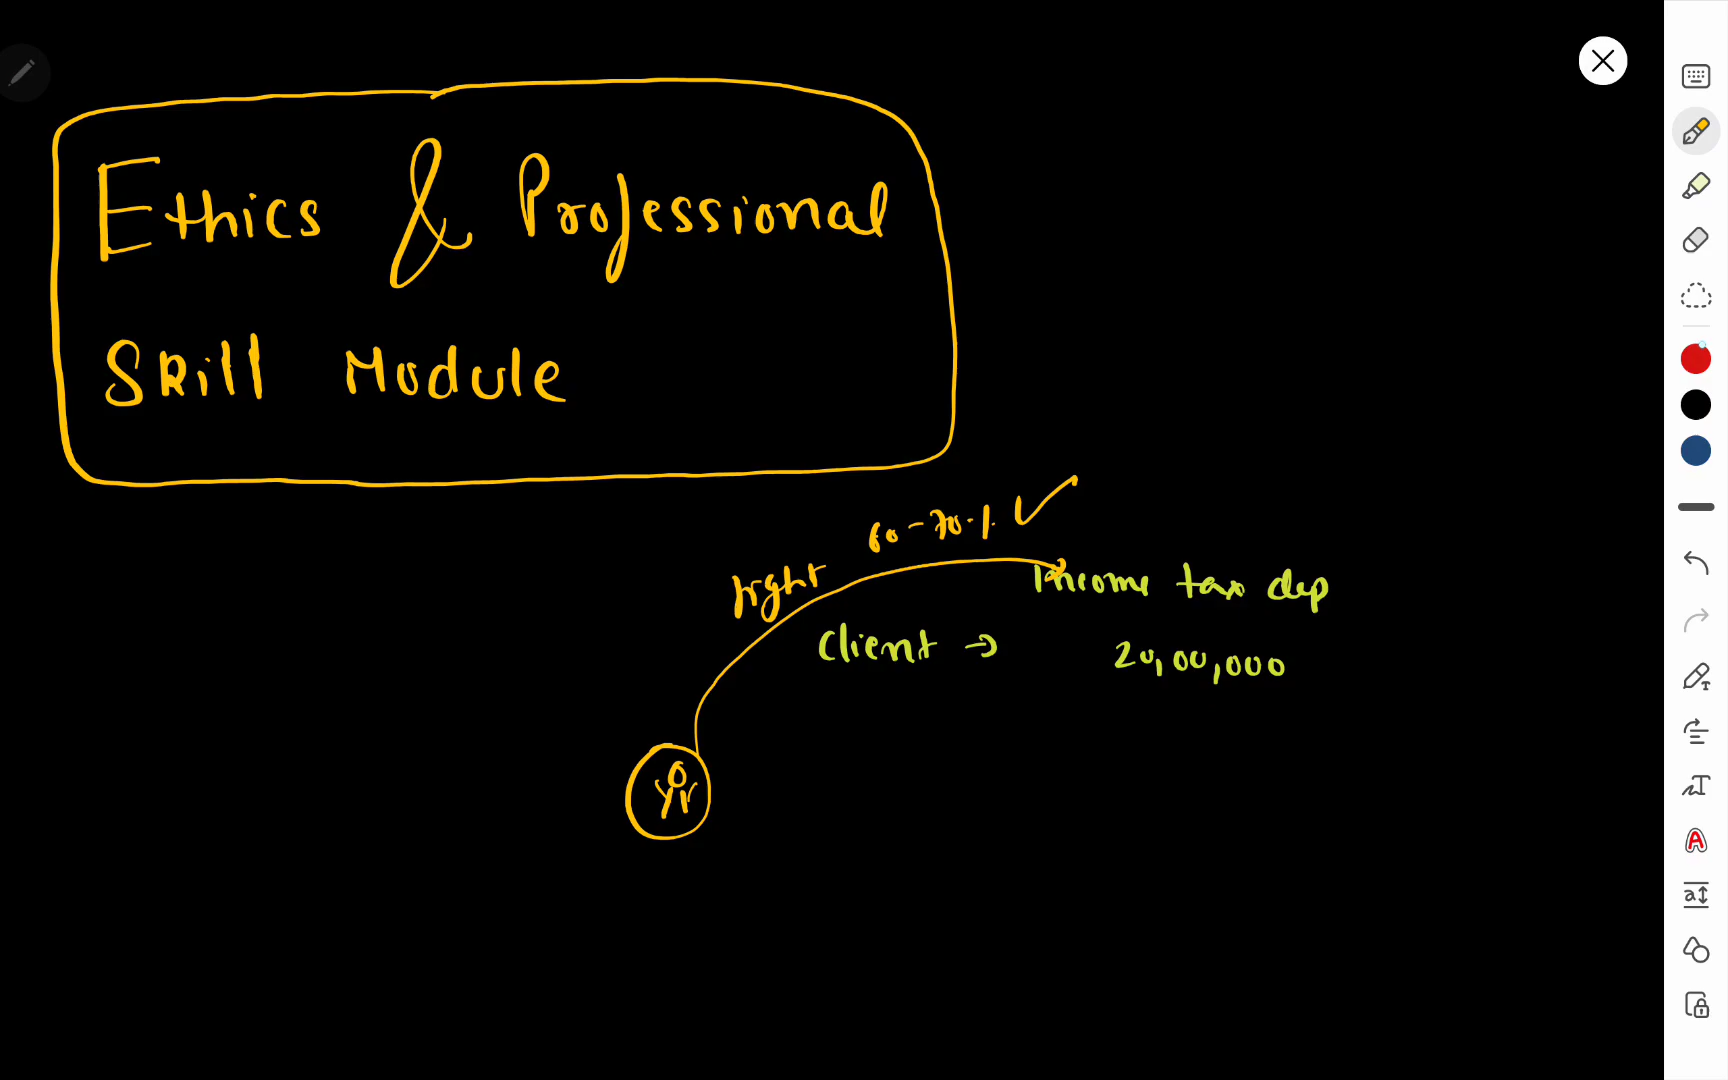 Ethics & Professional
Skill Module
60-70%
fight
Income tax dep
Client →
20,00,000